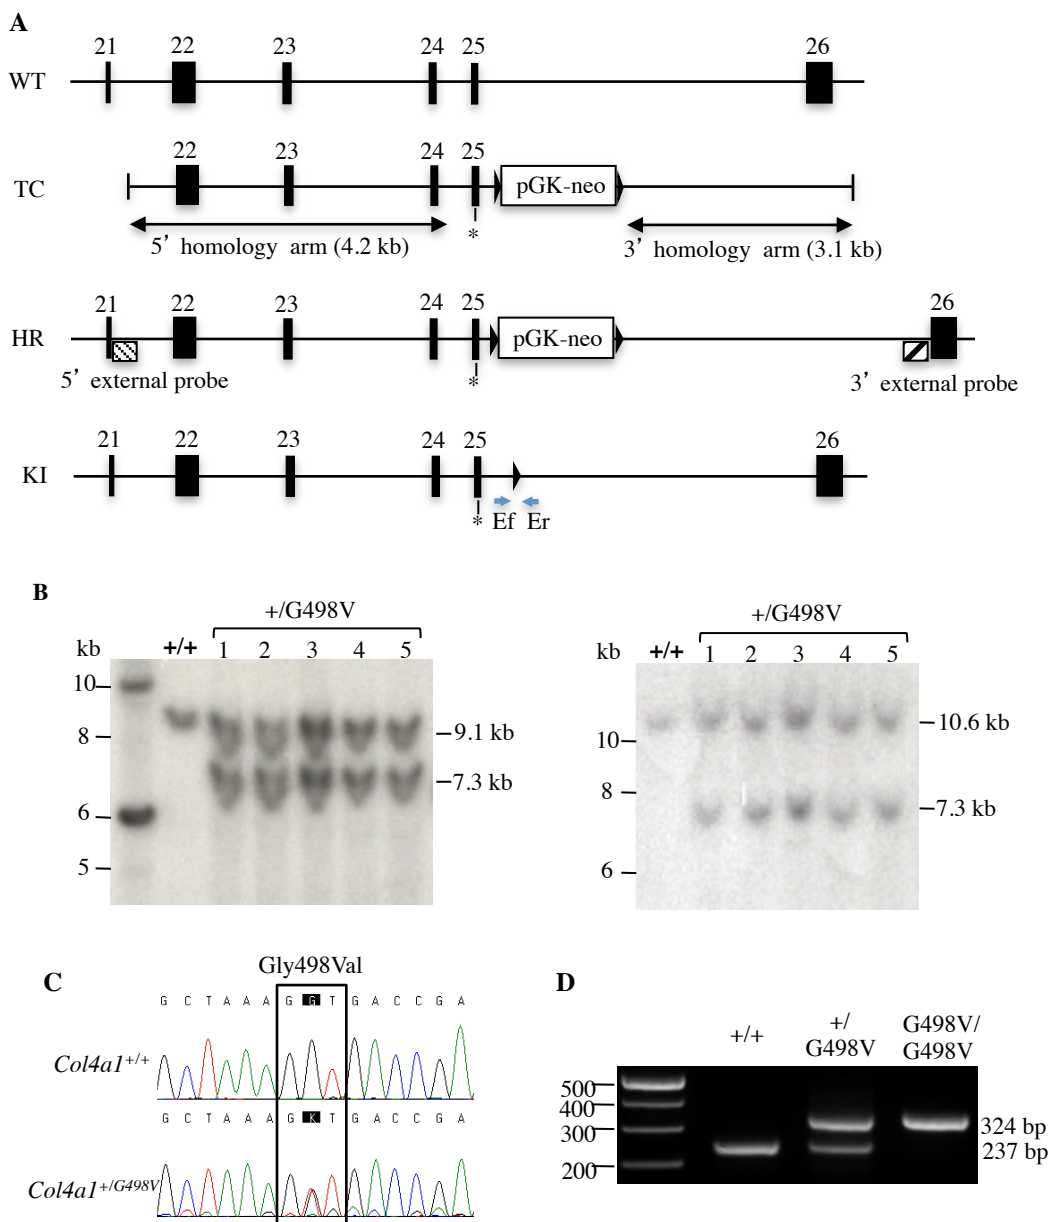 A
21 22 23 24 25 26
WT
22 23 24 25
TC
pGK-neo
*
5’ homology arm (4.2 kb)
3’ homology arm (3.1 kb)
21 22 23 24 25 26
HR
pGK-neo
*
5’ external probe
3’ external probe
21 22 23 24 25 26
KI
* Ef Er
B
+/G498V
kb +/+ 1 2 3 4 5
10
8
6
5
9.1 kb
7.3 kb
+/G498V
kb +/+ 1 2 3 4 5
10
8
6
10.6 kb
7.3 kb
C
Gly498Val
G C T A A A G G T G A C C G A
Col4a1+/+
G C T A A A G K T G A C C G A
Col4a1+/G498V
D
+/+
+/
G498V
G498V/
G498V
500
400
300
200
324 bp
237 bp